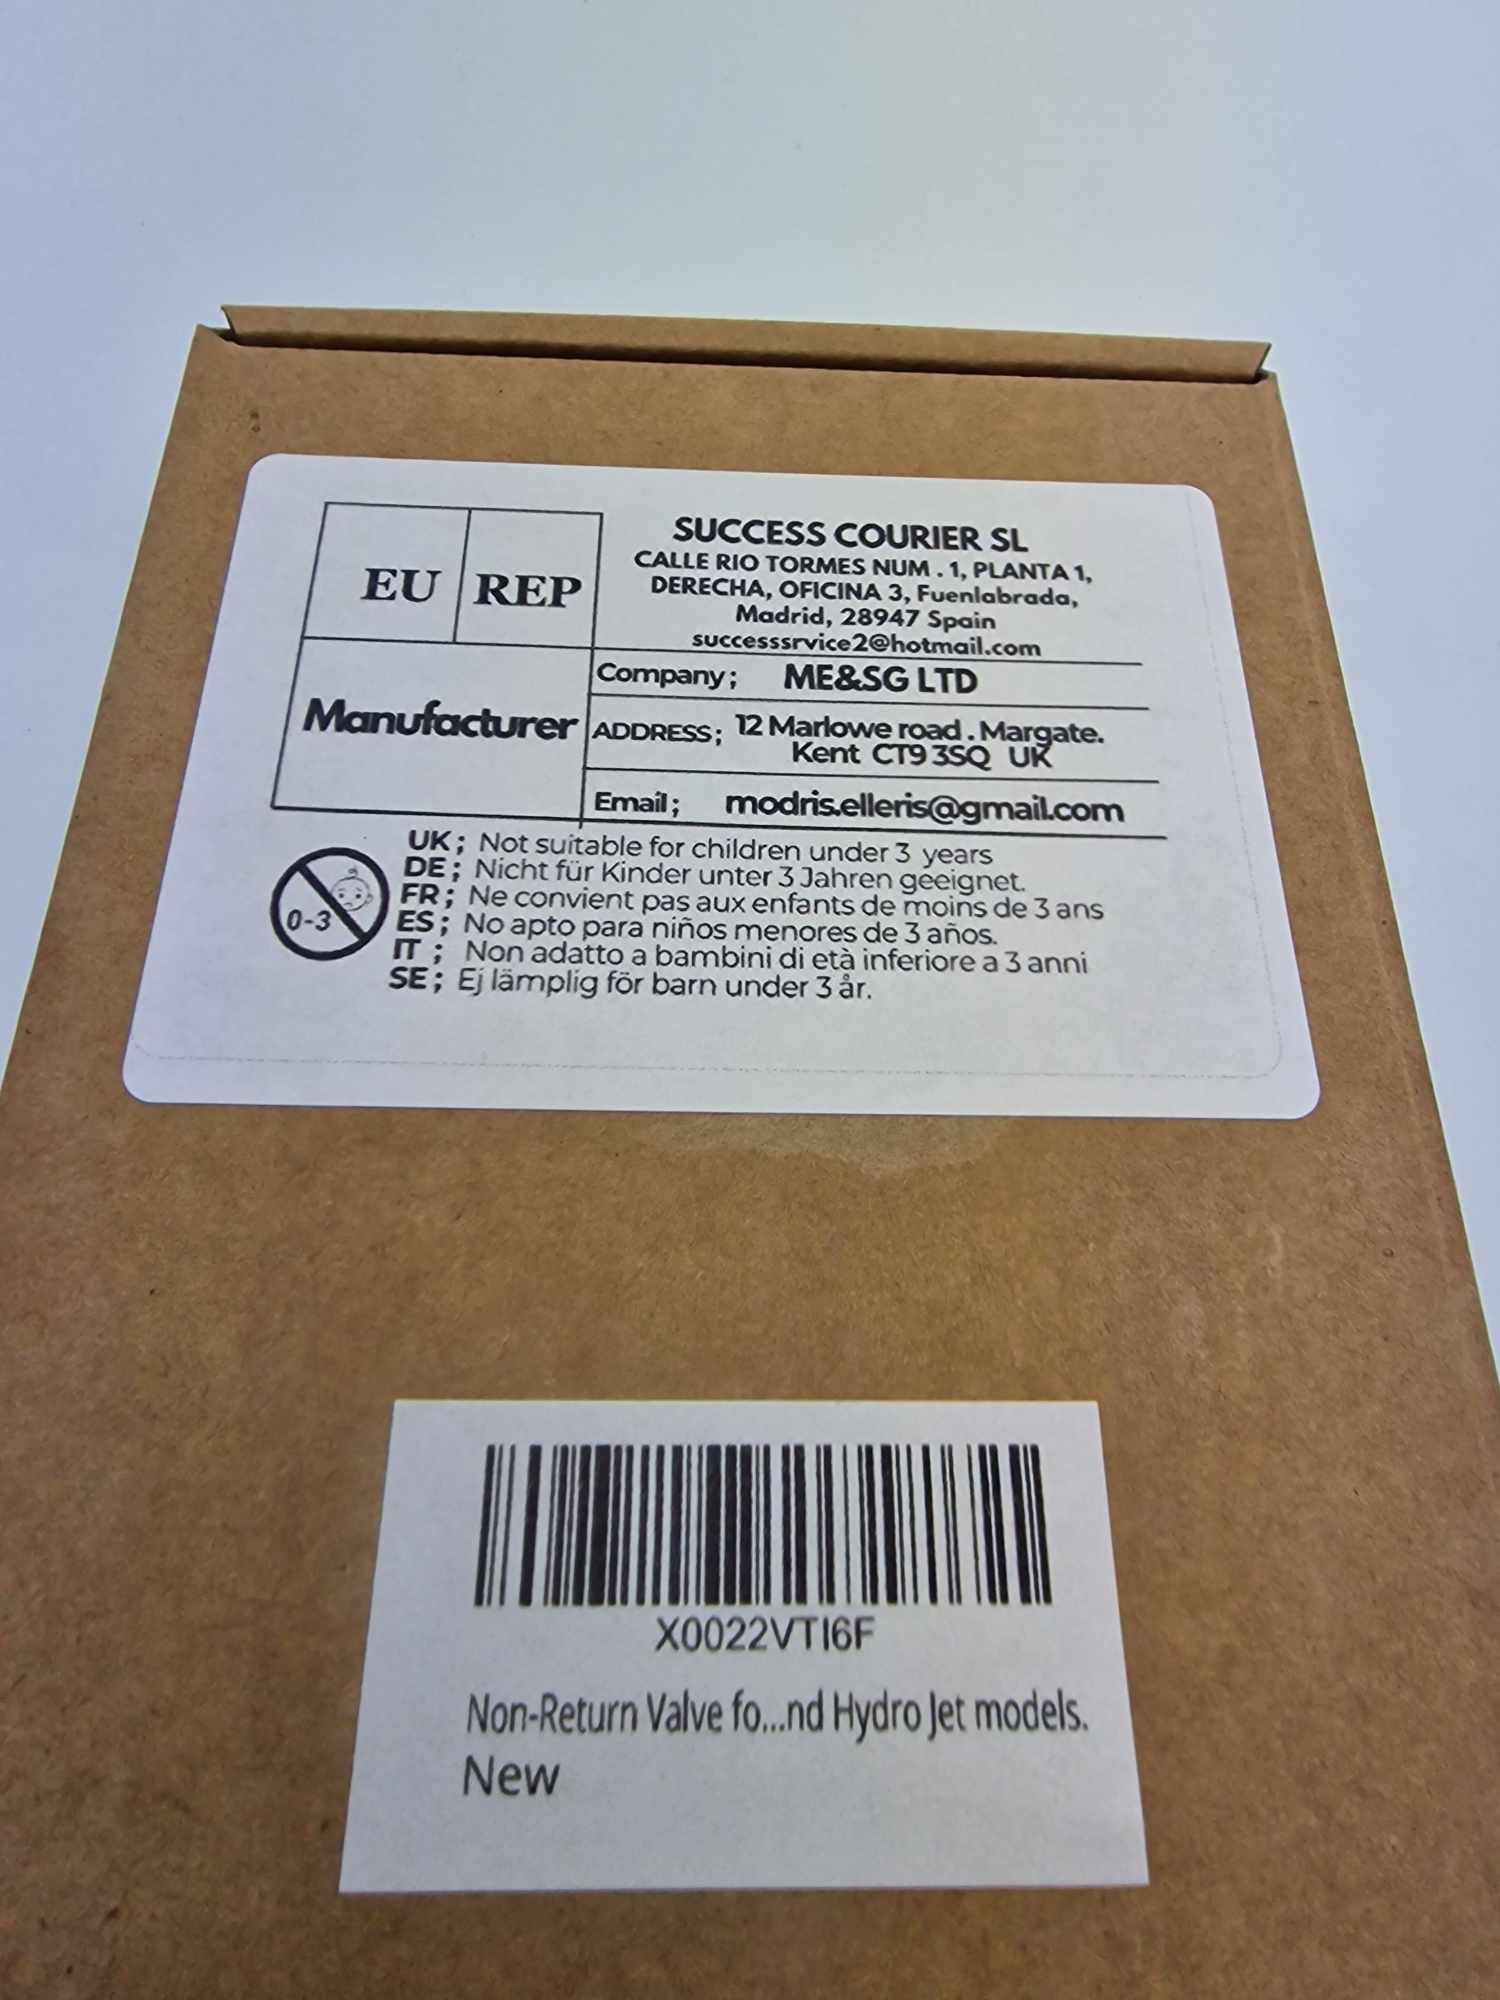 EU REP
SUCCESS COURIER SL
CALLE RIO TORMES NUM . 1, PLANTA 1,
DERECHA, OFICINA 3, Fuenlabrada,
Madrid, 28947 Spain
successsrvice2@hotmail.com
Manufacturer
Company; ME&SG LTD
ADDRESS; 12 Marlowe road . Margate.
Kent CT9 3SQ UK
Email; modris.elleris@gmail.com
0-3
UK; Not suitable for children under 3 years
DE; Nicht für Kinder unter 3 Jahren geeignet.
FR; Ne convient pas aux enfants de moins de 3 ans
ES; No apto para niños menores de 3 años.
IT; Non adatto a bambini di età inferiore a 3 anni
SE; Ej lämplig för barn under 3 år.
X0022VTI6F
Non-Return Valve fo...nd Hydro Jet models.
New